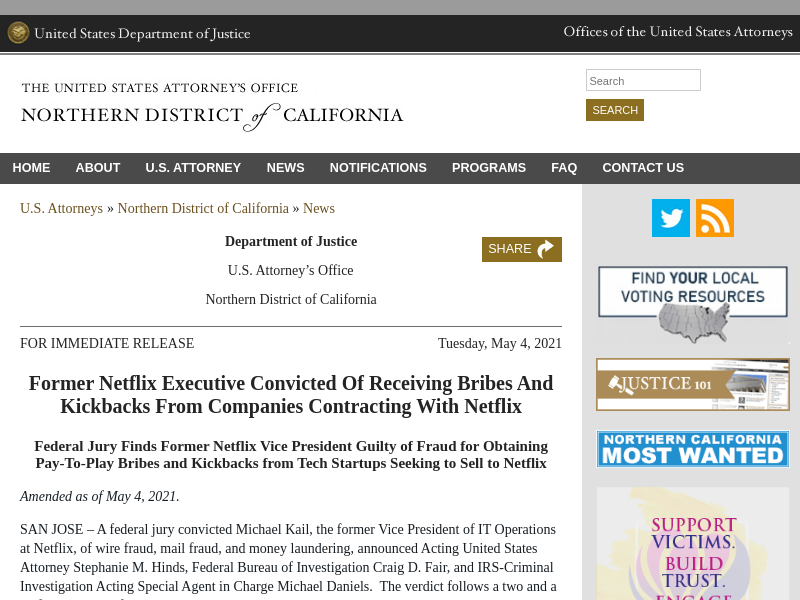 United States Department of Justice
Offices of the United States Attorneys
THE UNITED STATES ATTORNEY'S OFFICE
NORTHERN DISTRICT of CALIFORNIA
Search
SEARCH
HOME ABOUT U.S. ATTORNEY NEWS NOTIFICATIONS PROGRAMS FAQ CONTACT US
U.S. Attorneys » Northern District of California » News
Department of Justice
SHARE
U.S. Attorney’s Office
Northern District of California
FOR IMMEDIATE RELEASE
Tuesday, May 4, 2021
Former Netflix Executive Convicted Of Receiving Bribes And
Kickbacks From Companies Contracting With Netflix
Federal Jury Finds Former Netflix Vice President Guilty of Fraud for Obtaining
Pay-To-Play Bribes and Kickbacks from Tech Startups Seeking to Sell to Netflix
Amended as of May 4, 2021.
SAN JOSE – A federal jury convicted Michael Kail, the former Vice President of IT Operations
at Netflix, of wire fraud, mail fraud, and money laundering, announced Acting United States
Attorney Stephanie M. Hinds, Federal Bureau of Investigation Craig D. Fair, and IRS-Criminal
Investigation Acting Special Agent in Charge Michael Daniels.  The verdict follows a two and a
FIND YOUR LOCAL
VOTING RESOURCES
JUSTICE 101
NORTHERN CALIFORNIA
MOST WANTED
SUPPORT
VICTIMS.
BUILD
TRUST.
ENGAGE